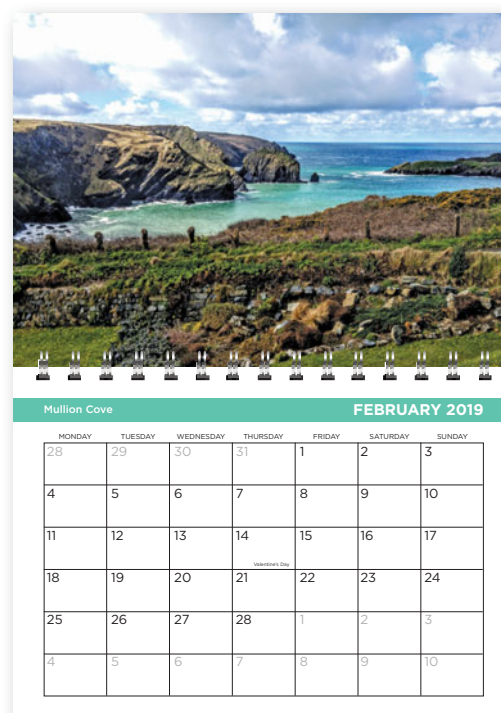 Mullion Cove FEBRUARY 2019
MONDAY TUESDAY WEDNESDAY THURSDAY FRIDAY SATURDAY SUNDAY
28 29 30 31 1 2 3
4 5 6 7 8 9 10
11 12 13 14 15 16 17
Valentine's Day
18 19 20 21 22 23 24
25 26 27 28 1 2 3
4 5 6 7 8 9 10